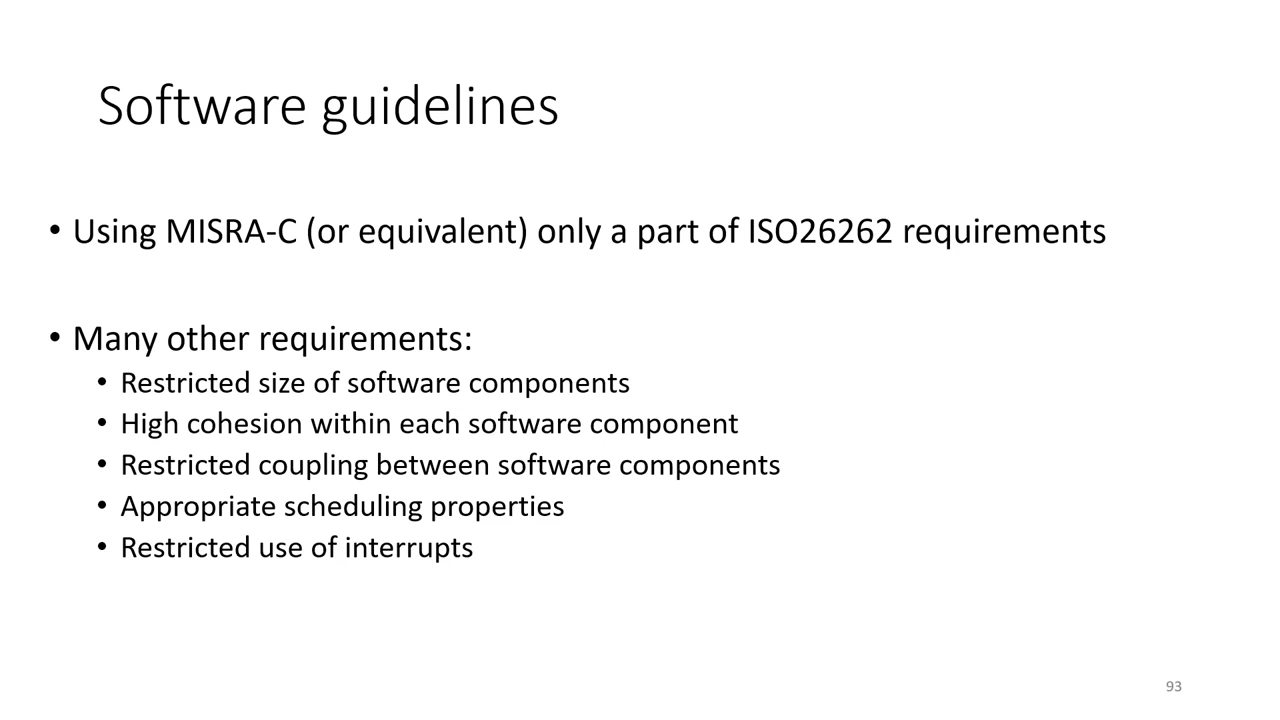 Software guidelines
• Using MISRA-C (or equivalent) only a part of ISO26262 requirements
• Many other requirements:
• Restricted size of software components
• High cohesion within each software component
• Restricted coupling between software components
• Appropriate scheduling properties
• Restricted use of interrupts
93